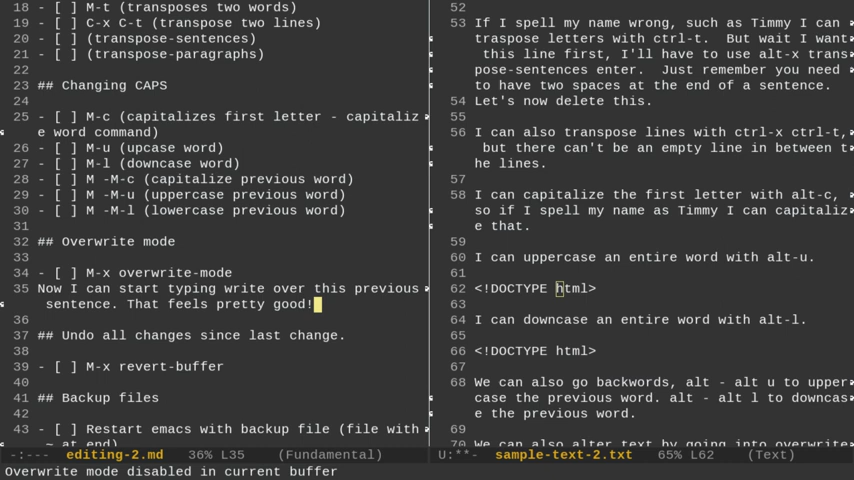 18 - [ ] M-t (transposes two words)
19 - [ ] C-x C-t (transpose two lines)
20 - [ ] (transpose-sentences)
21 - [ ] (transpose-paragraphs)
22
23 ## Changing CAPS
24
25 - [ ] M-c (capitalizes first letter - capitaliz
e word command)
26 - [ ] M-u (upcase word)
27 - [ ] M-l (downcase word)
28 - [ ] M -M-c (capitalize previous word)
29 - [ ] M -M-u (uppercase previous word)
30 - [ ] M -M-l (lowercase previous word)
31
32 ## Overwrite mode
33
34 - [ ] M-x overwrite-mode
35 Now I can start typing write over this previous
sentence. That feels pretty good!
36
37 ## Undo all changes since last change.
38
39 - [ ] M-x revert-buffer
40
41 ## Backup files
42
43 - [ ] Restart emacs with backup file (file with
~ at end)
-:--- editing-2.md 36% L35 (Fundamental)
52
53 If I spell my name wrong, such as Timmy I can
traspose letters with ctrl-t. But wait I want
this line first, I'll have to use alt-x trans
pose-sentences enter. Just remember you need
to have two spaces at the end of a sentence.
54 Let's now delete this.
55
56 I can also transpose lines with ctrl-x ctrl-t,
but there can't be an empty line in between t
he lines.
57
58 I can capitalize the first letter with alt-c,
so if I spell my name as Timmy I can capitaliz
e that.
59
60 I can uppercase an entire word with alt-u.
61
62 <!DOCTYPE html>
63
64 I can downcase an entire word with alt-l.
65
66 <!DOCTYPE html>
67
68 We can also go backwords, alt - alt u to upper
case the previous word. alt - alt l to downcas
e the previous word.
69
70 We can also alter text by going into overwrite
U:**- sample-text-2.txt 65% L62 (Text)
Overwrite mode disabled in current buffer